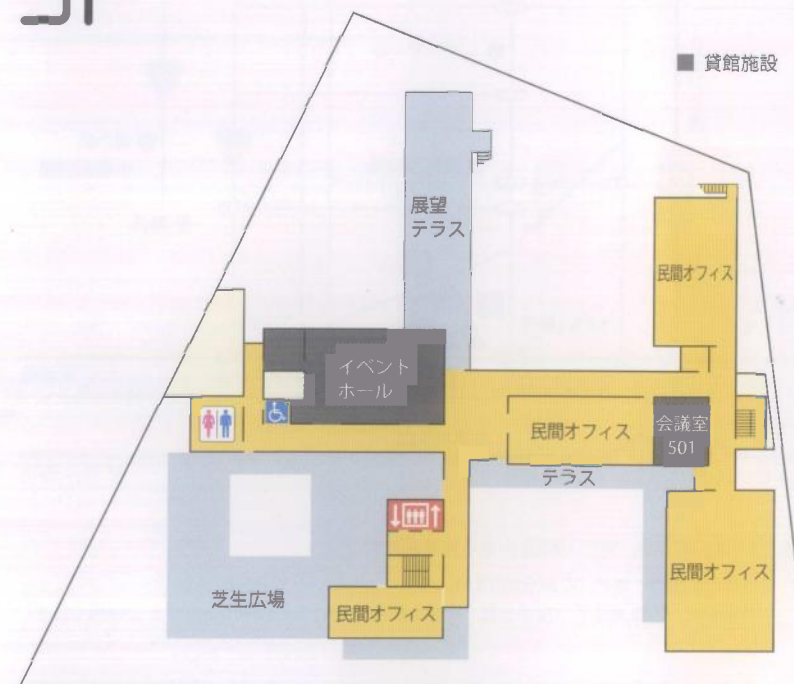 貸館施設
展望
テラス
民間オフィス
イベント
ホール
民間オフィス
会議室
501
テラス
芝生広場
民間オフィス
民間オフィス